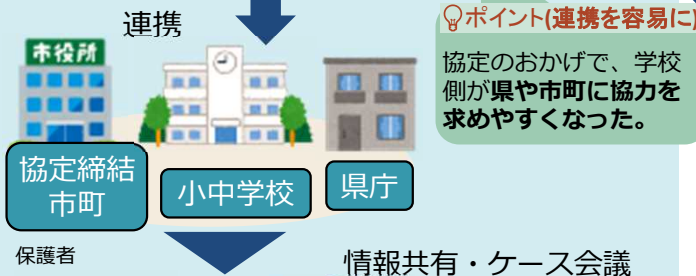 連携
市役所
ポイント(連携を容易に)
協定のおかげで、学校
側が県や市町に協力を
求めやすくなった。
協定締結
市町
小中学校
県庁
保護者
情報共有・ケース会議